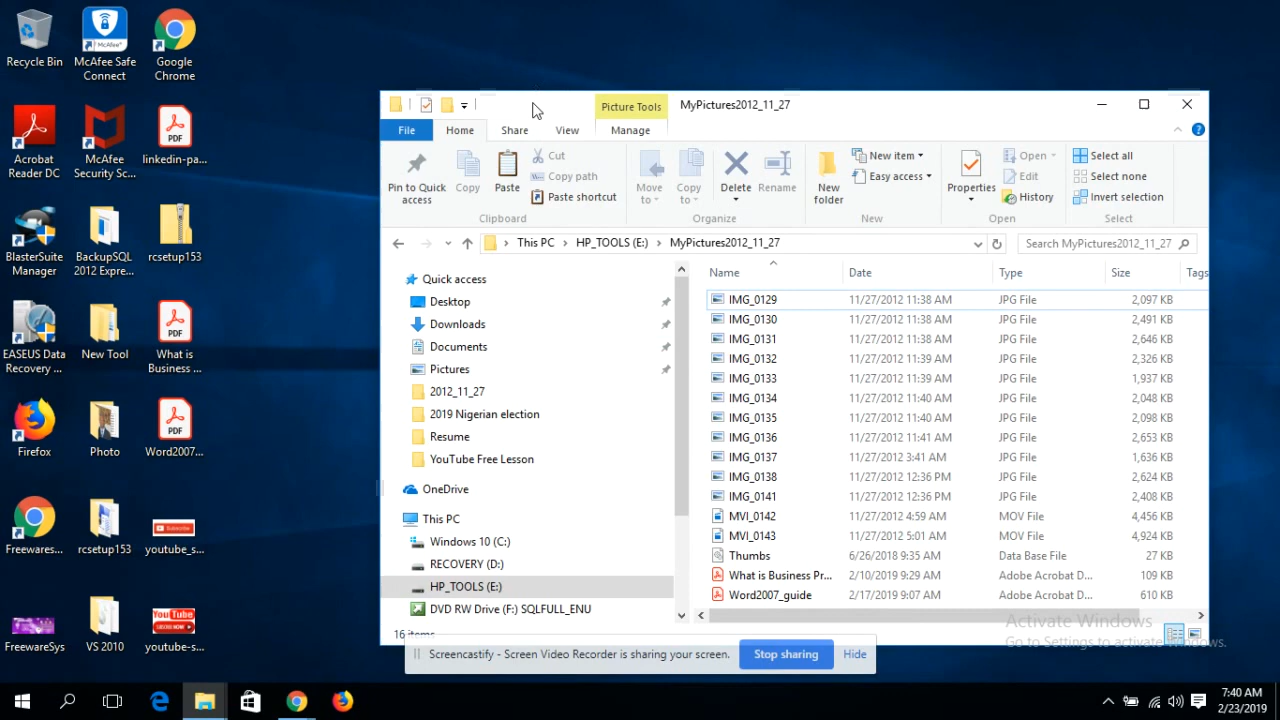 Recycle Bin
McAfee Safe
Connect
Google
Chrome
Acrobat
Reader DC
McAfee
Security Sc...
PDF
linkedin-pa...
BlasterSuite
Manager
BackupSQL
2012 Expre...
rcsetup153
EASEUS Data
Recovery ...
New Tool
PDF
What is
Business ...
Firefox
Photo
PDF
Word2007...
Freewares...
rcsetup153
Subscribe
youtube_s...
FreewareSys
VS 2010
YouTube
youtube-s...
Picture Tools
MyPictures2012_11_27
File
Home
Share
View
Manage
Pin to Quick
access
Copy
Paste
Cut
Copy path
Paste shortcut
Clipboard
Move
to
Copy
to
Delete
Rename
Organize
New
folder
New item
Easy access
New
Properties
Open
Edit
History
Open
Select all
Select none
Invert selection
Select
This PC > HP_TOOLS (E:) > MyPictures2012_11_27
Search MyPictures2012_11_27
Quick access
Desktop
Downloads
Documents
Pictures
2012_11_27
2019 Nigerian election
Resume
YouTube Free Lesson
OneDrive
This PC
Windows 10 (C:)
RECOVERY (D:)
HP_TOOLS (E:)
DVD RW Drive (F:) SQLFULL_ENU
Name Date Type Size Tags
IMG_0129 11/27/2012 11:38 AM JPG File 2,097 KB
IMG_0130 11/27/2012 11:38 AM JPG File 2,491 KB
IMG_0131 11/27/2012 11:38 AM JPG File 2,646 KB
IMG_0132 11/27/2012 11:39 AM JPG File 2,326 KB
IMG_0133 11/27/2012 11:39 AM JPG File 1,937 KB
IMG_0134 11/27/2012 11:40 AM JPG File 2,048 KB
IMG_0135 11/27/2012 11:40 AM JPG File 2,098 KB
IMG_0136 11/27/2012 11:41 AM JPG File 2,653 KB
IMG_0137 11/27/2012 3:41 AM JPG File 1,636 KB
IMG_0138 11/27/2012 12:36 PM JPG File 2,624 KB
IMG_0141 11/27/2012 12:36 PM JPG File 2,408 KB
MVI_0142 11/27/2012 4:59 AM MOV File 4,456 KB
MVI_0143 11/27/2012 5:01 AM MOV File 4,924 KB
Thumbs 6/26/2018 9:35 AM Data Base File 27 KB
What is Business Pr... 2/10/2019 9:29 AM Adobe Acrobat D... 109 KB
Word2007_guide 2/17/2019 9:07 AM Adobe Acrobat D... 610 KB
16 items
Activate Windows
Go to Settings to activate Windows.
Screencastify - Screen Video Recorder is sharing your screen.
Stop sharing
Hide
7:40 AM
2/23/2019